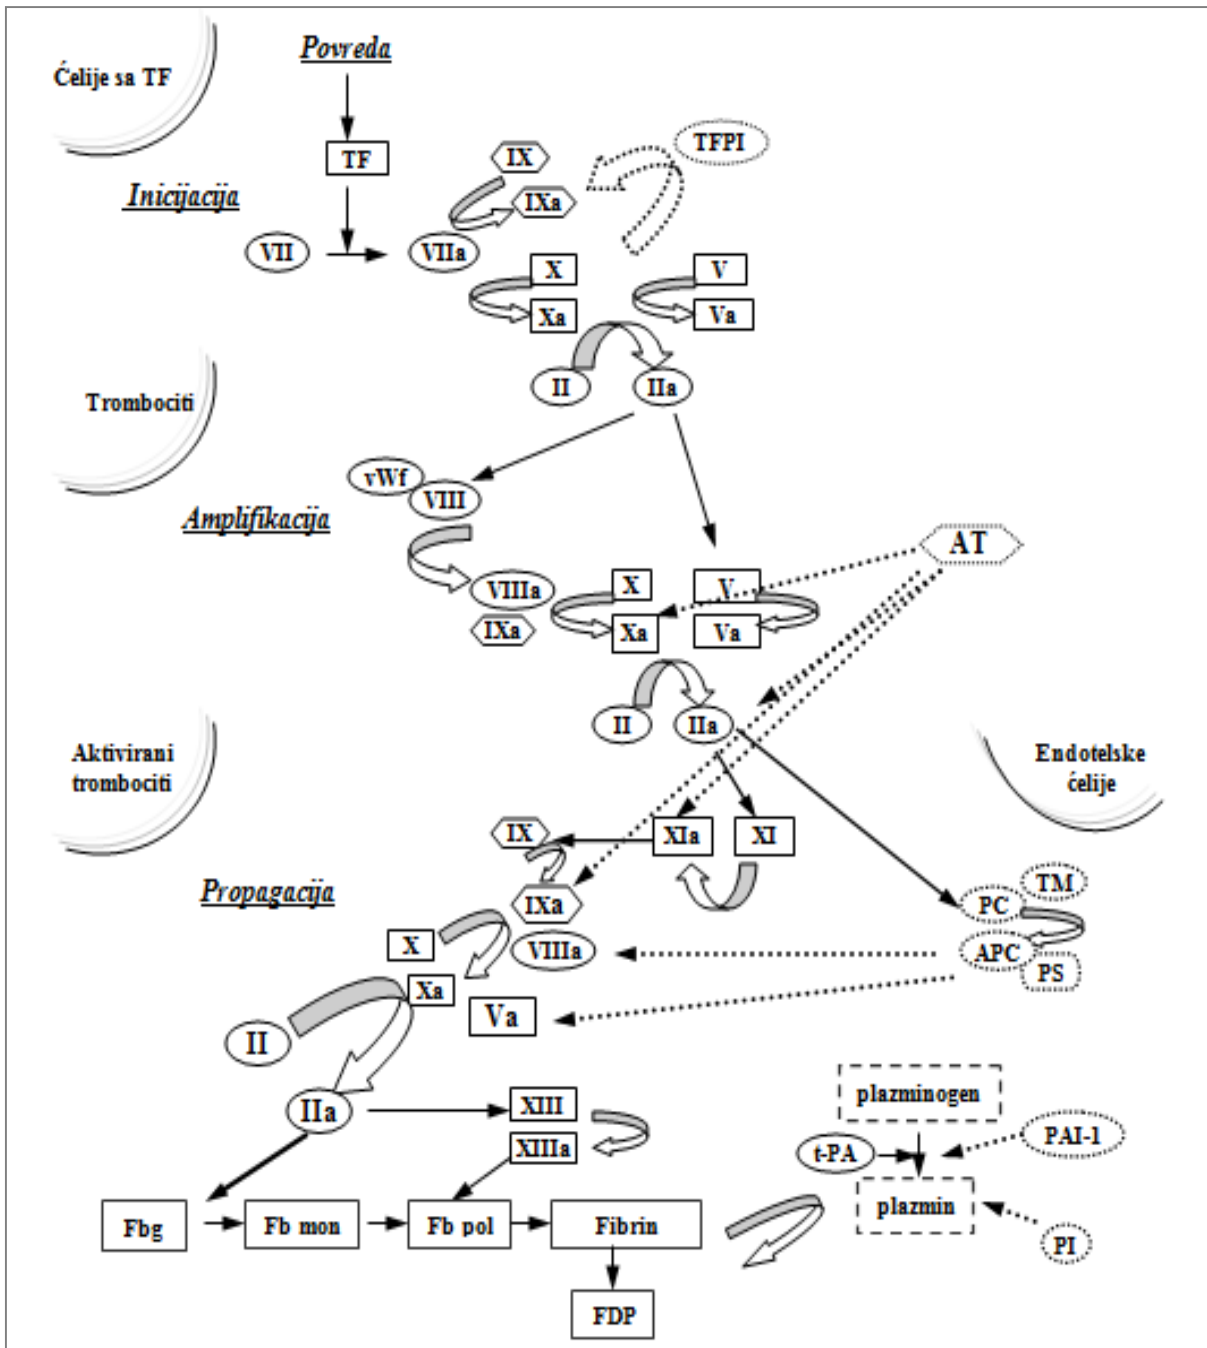 Povreda
Ćelije sa TF
TF
TFPI
IX
Inicijacija
IXa
VII
VIIa
X
V
Xa
Va
II
IIa
Trombociti
vWf
VIII
Amplifikacija
AT
VIIIa
X
V
IXa
Xa
Va
II
IIa
Aktivirani
trombociti
Endotelske
ćelije
IX
XIa
XI
Propagacija
IXa
TM
PC
X
VIIIa
APC
PS
Xa
Va
II
IIa
XIII
plazminogen
XIIIa
t-PA
PAI-1
plazmin
Fbg
Fb mon
Fb pol
Fibrin
PI
FDP